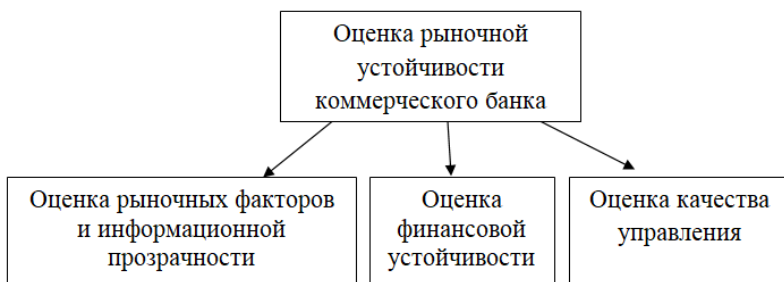 Оценка рыночной
устойчивости
коммерческого банка
Оценка рыночных факторов
и информационной
прозрачности
Оценка
финансовой
устойчивости
Оценка качества
управления